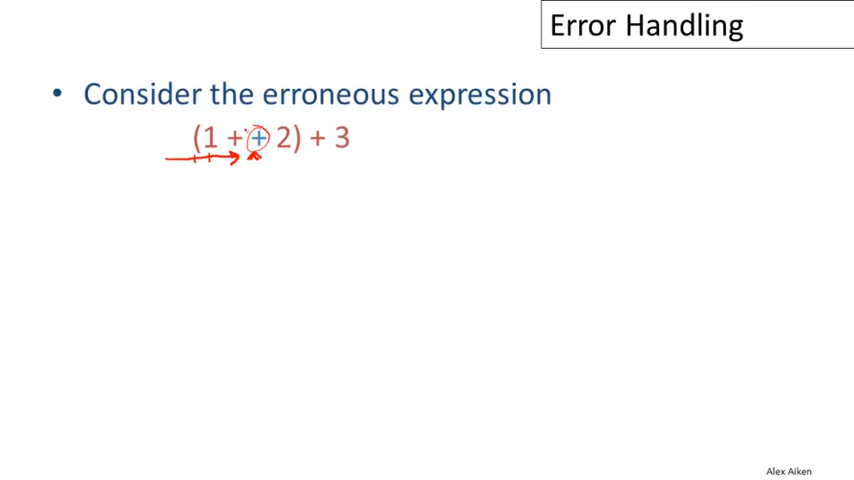 Error Handling
• Consider the erroneous expression
(1 + + 2) + 3
Alex Aiken